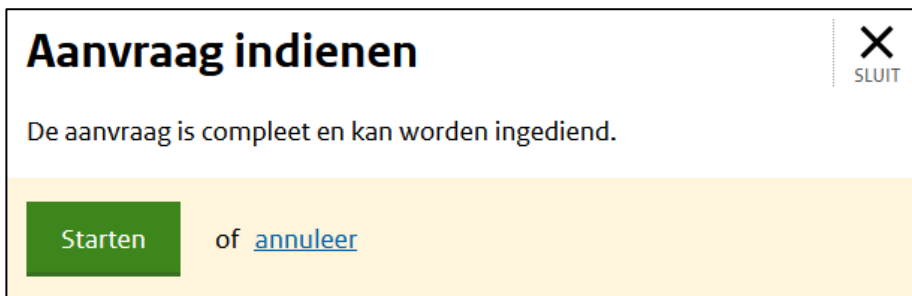 Aanvraag indienen
SLUIT
De aanvraag is compleet en kan worden ingediend.
Starten of annuleer